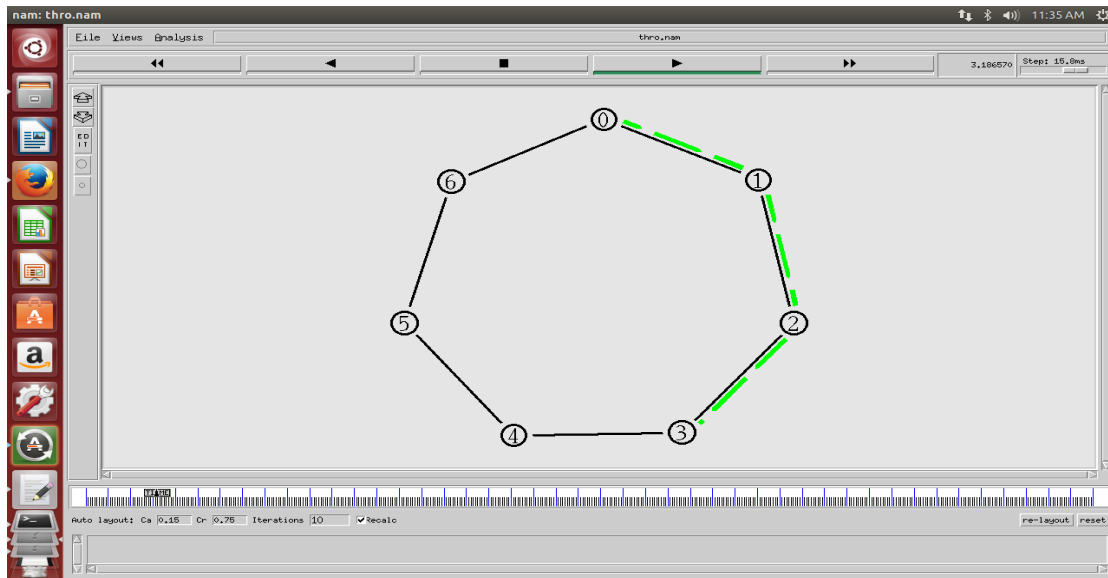 nam: thro.nam
11:35 AM
File Views Analysis
thro.nam
3.186570
Step: 15.8ms
ED
IT
0
6
1
5
2
4
3
TIME
Auto layout: Ca 0.15 Cr 0.75 Iterations 10 Recalc
re-layout reset